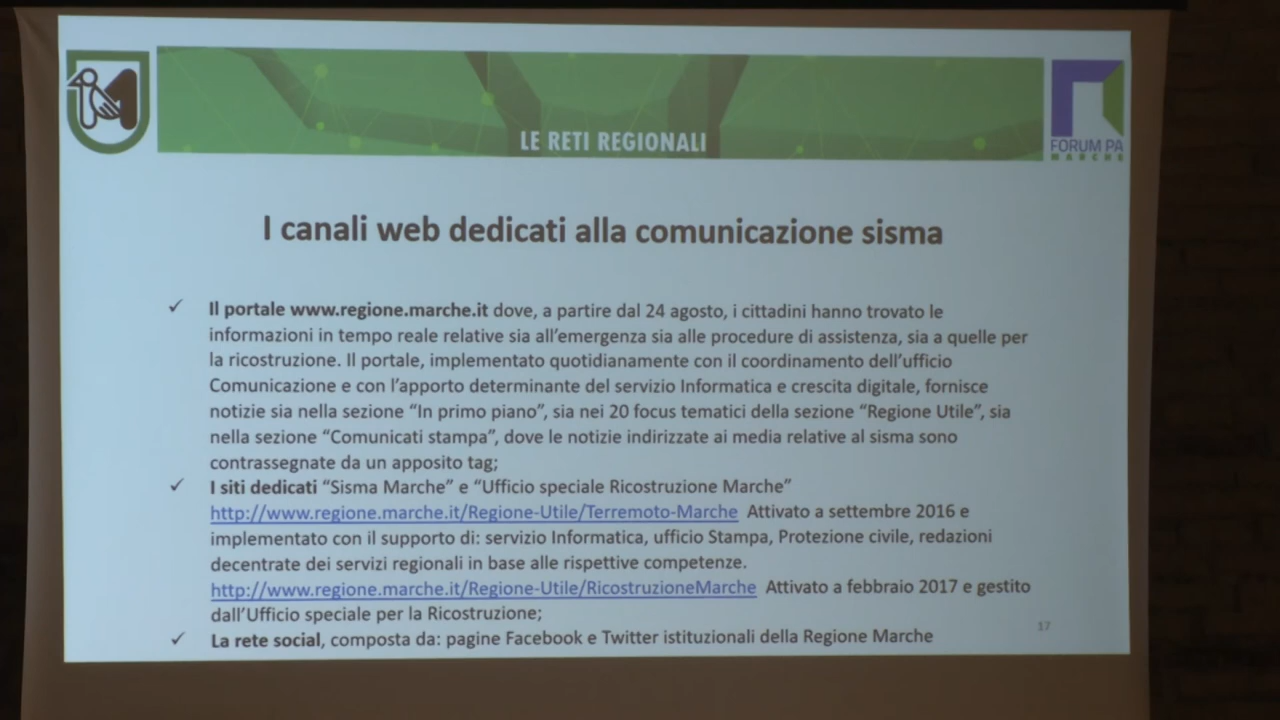 LE RETI REGIONALI
FORUM PA
MARCHE
I canali web dedicati alla comunicazione sisma
✓ Il portale www.regione.marche.it dove, a partire dal 24 agosto, i cittadini hanno trovato le
informazioni in tempo reale relative sia all'emergenza sia alle procedure di assistenza, sia a quelle per
la ricostruzione. Il portale, implementato quotidianamente con il coordinamento dell'ufficio
Comunicazione e con l'apporto determinante del servizio Informatica e crescita digitale, fornisce
notizie sia nella sezione “In primo piano”, sia nei 20 focus tematici della sezione “Regione Utile”, sia
nella sezione “Comunicati stampa”, dove le notizie indirizzate ai media relative al sisma sono
contrassegnate da un apposito tag;
✓ I siti dedicati “Sisma Marche” e “Ufficio speciale Ricostruzione Marche”
http://www.regione.marche.it/Regione-Utile/Terremoto-Marche Attivato a settembre 2016 e
implementato con il supporto di: servizio Informatica, ufficio Stampa, Protezione civile, redazioni
decentrate dei servizi regionali in base alle rispettive competenze.
http://www.regione.marche.it/Regione-Utile/RicostruzioneMarche Attivato a febbraio 2017 e gestito
dall'Ufficio speciale per la Ricostruzione;
✓ La rete social, composta da: pagine Facebook e Twitter istituzionali della Regione Marche
17